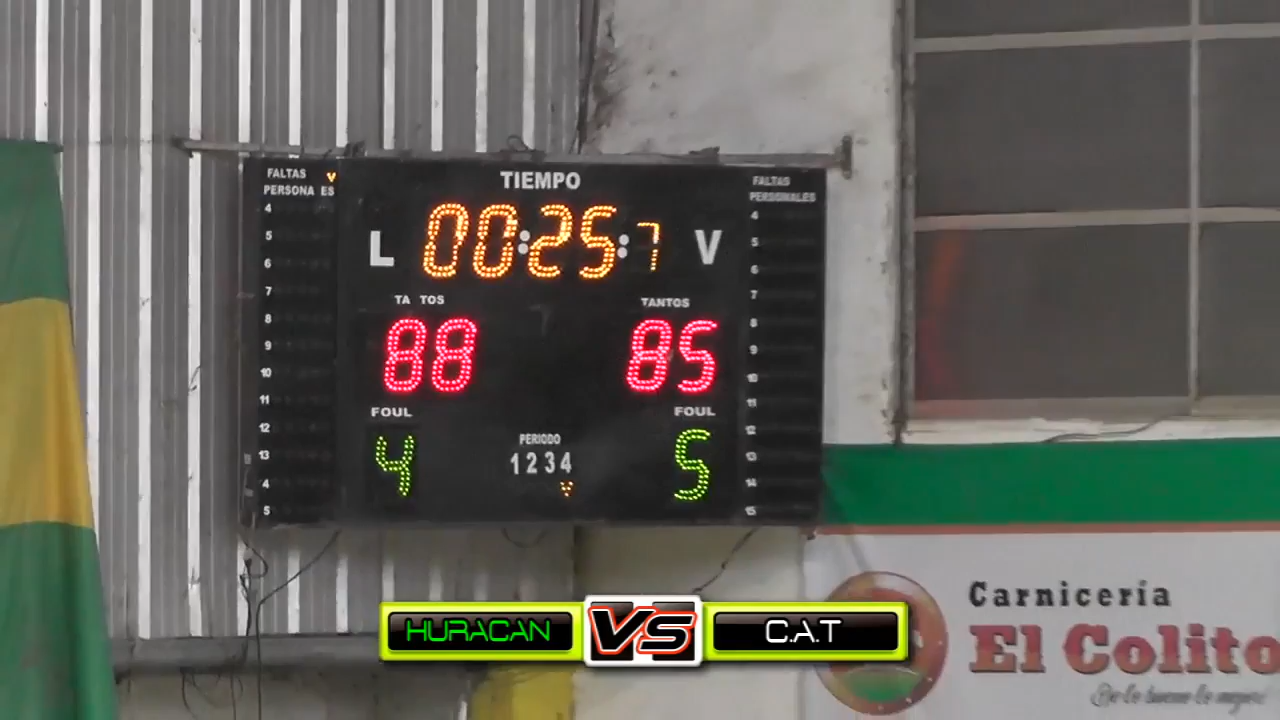 FALTAS
PERSONA ES
4
5
6
7
8
9
10
11
12
13
4
5
TIEMPO
L 00:25:7 V
TA TOS TANTOS
88 85
FOUL FOUL
4 5
PERIODO
1234
FALTAS
PERSONALES
4
5
6
7
8
9
10
11
12
13
14
15
HURACAN VS C.A.T
Carnicería
El Colito